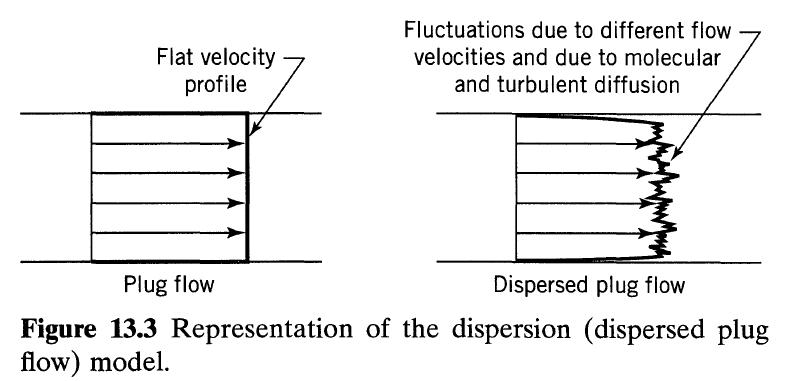 Flat velocity
profile
Fluctuations due to different flow
velocities and due to molecular
and turbulent diffusion
Plug flow
Dispersed plug flow
Figure 13.3 Representation of the dispersion (dispersed plug
flow) model.